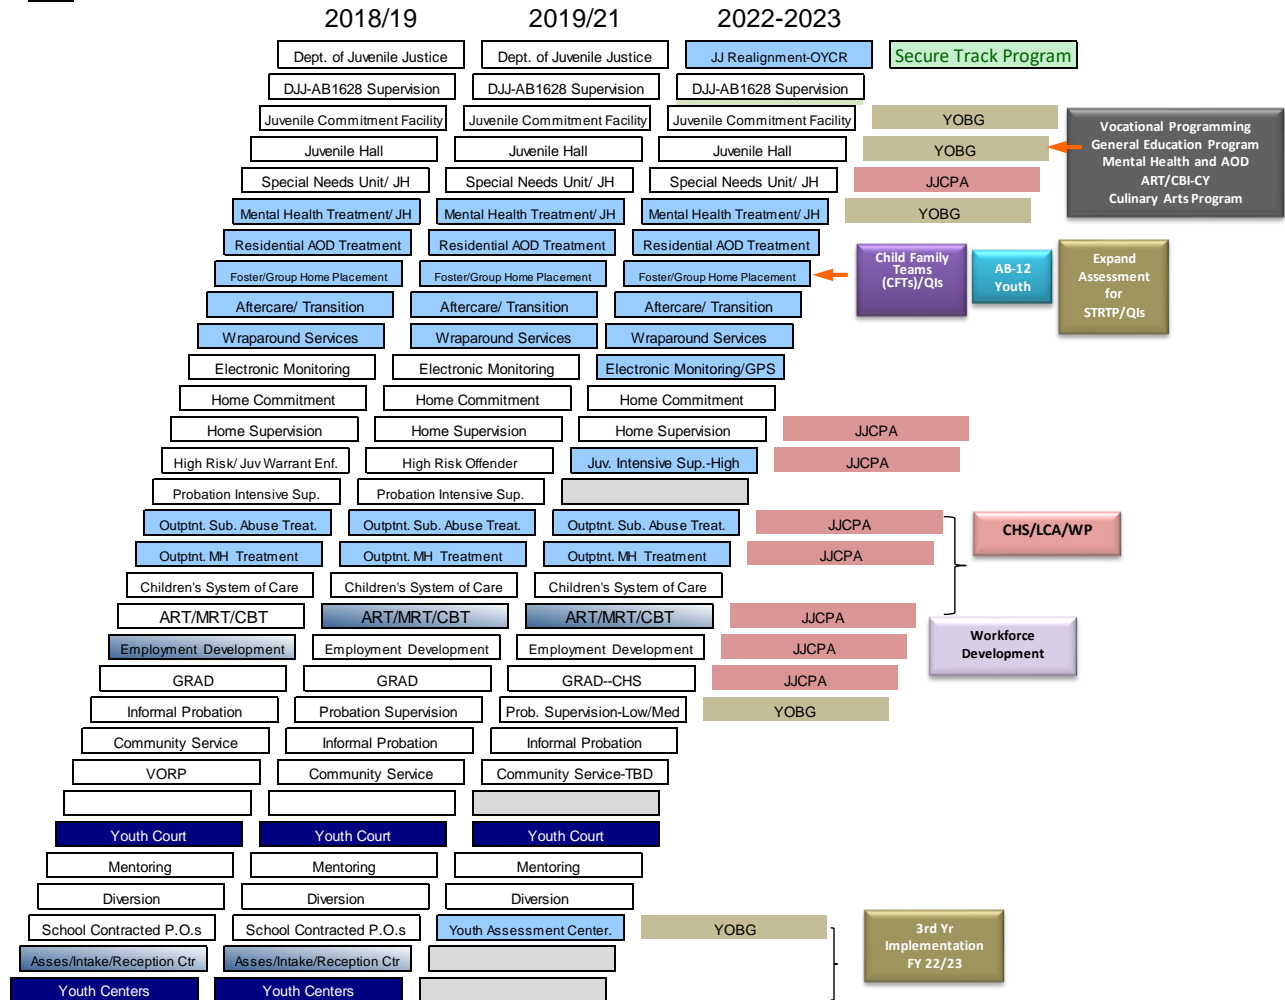 2018/19 2019/21 2022-2023
Dept. of Juvenile Justice Dept. of Juvenile Justice JJ Realignment-OYCR Secure Track Program
DJJ-AB1628 Supervision DJJ-AB1628 Supervision DJJ-AB1628 Supervision
Juvenile Commitment Facility Juvenile Commitment Facility Juvenile Commitment Facility YOBG
Juvenile Hall Juvenile Hall Juvenile Hall YOBG
Vocational Programming
General Education Program
Mental Health and AOD
ART/CBI-CY
Culinary Arts Program
Special Needs Unit/ JH Special Needs Unit/ JH Special Needs Unit/ JH JJCPA
Mental Health Treatment/ JH Mental Health Treatment/ JH Mental Health Treatment/ JH YOBG
Residential AOD Treatment Residential AOD Treatment Residential AOD Treatment
Foster/Group Home Placement Foster/Group Home Placement Foster/Group Home Placement
Child Family
Teams
(CFTs)/QIs
AB-12
Youth
Expand
Assessment
for
STRTP/QIs
Aftercare/ Transition Aftercare/ Transition Aftercare/ Transition
Wraparound Services Wraparound Services Wraparound Services
Electronic Monitoring Electronic Monitoring Electronic Monitoring/GPS
Home Commitment Home Commitment Home Commitment
Home Supervision Home Supervision Home Supervision JJCPA
High Risk/ Juv Warrant Enf. High Risk Offender Juv. Intensive Sup.-High JJCPA
Probation Intensive Sup. Probation Intensive Sup.
Outptnt. Sub. Abuse Treat. Outptnt. Sub. Abuse Treat. Outptnt. Sub. Abuse Treat. JJCPA
CHS/LCA/WP
Outptnt. MH Treatment Outptnt. MH Treatment Outptnt. MH Treatment JJCPA
Children's System of Care Children's System of Care Children's System of Care
ART/MRT/CBT ART/MRT/CBT ART/MRT/CBT JJCPA
Employment Development Employment Development Employment Development JJCPA
Workforce
Development
GRAD GRAD GRAD--CHS JJCPA
Informal Probation Probation Supervision Prob. Supervision-Low/Med YOBG
Community Service Informal Probation Informal Probation
VORP Community Service Community Service-TBD
Youth Court Youth Court Youth Court
Mentoring Mentoring Mentoring
Diversion Diversion Diversion
School Contracted P.O.s School Contracted P.O.s Youth Assessment Center. YOBG
3rd Yr
Implementation
FY 22/23
Asses/Intake/Reception Ctr Asses/Intake/Reception Ctr
Youth Centers Youth Centers